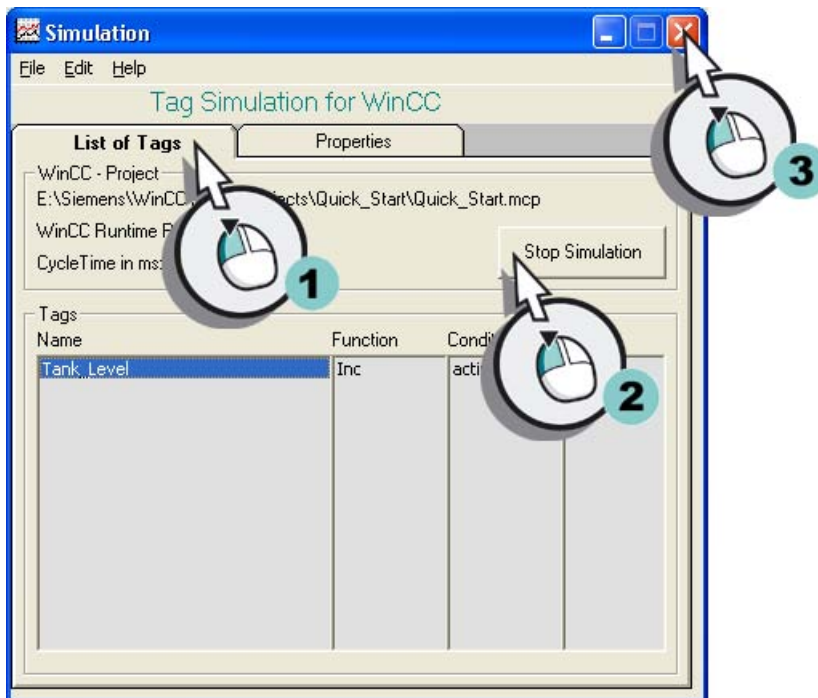 Simulation
File Edit Help
Tag Simulation for WinCC
List of Tags Properties
WinCC - Project
E:\Siemens\WinCC \Quick_Start\Quick_Start.mcp
WinCC Runtime
CycleTime in ms:
Stop Simulation
1
2
3
Tags
Name Function
Tank_Level Inc